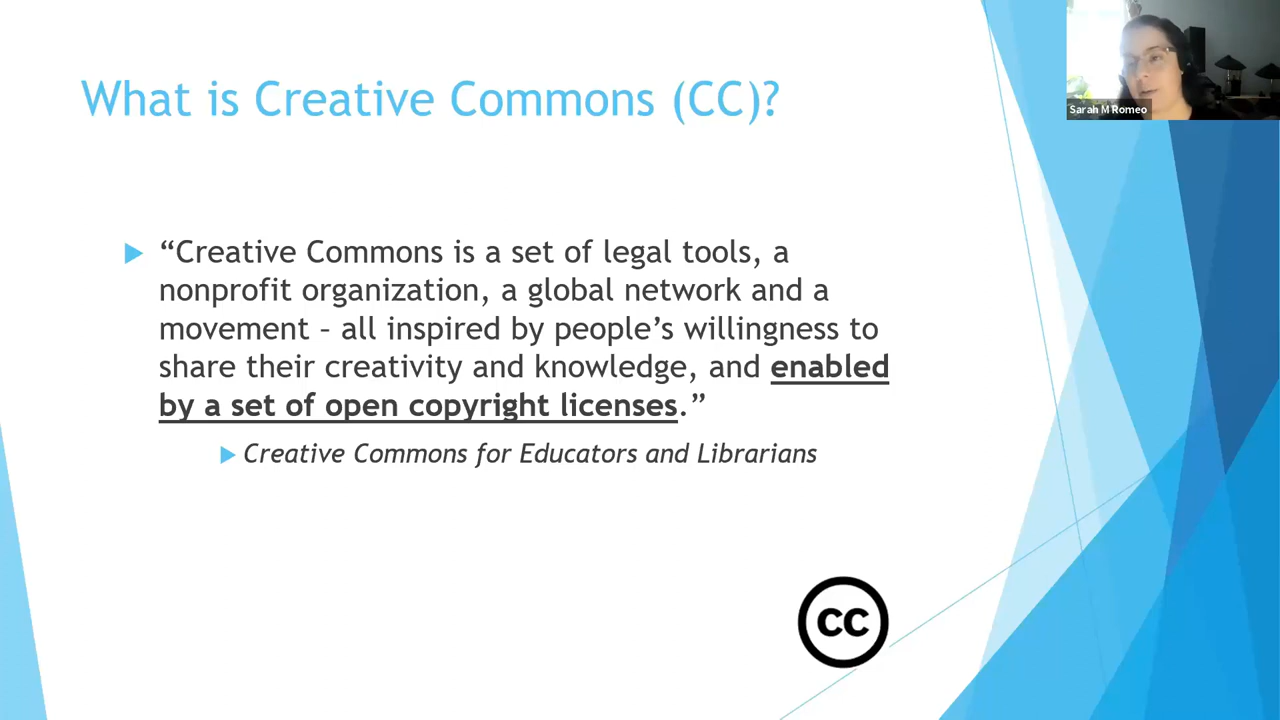 What is Creative Commons (CC)?
Sarah M Romeo
“Creative Commons is a set of legal tools, a
nonprofit organization, a global network and a
movement – all inspired by people’s willingness to
share their creativity and knowledge, and enabled
by a set of open copyright licenses.”
Creative Commons for Educators and Librarians
CC